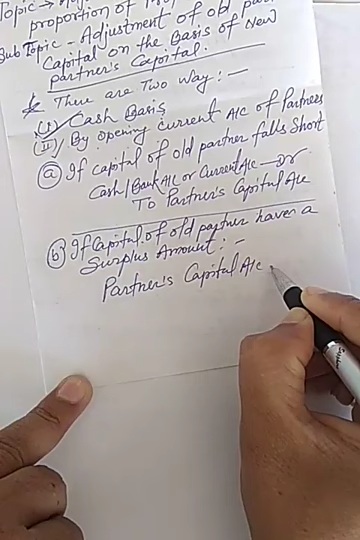 Topic →
proportion of
Sub Topic - Adjustment of old
Capital on the Basis of New
partner's Capital.
* There are Two Way: -
(I) Cash Basis
(II) By opening current A/c of Partners
(a) If capital of old partner falls Short
Cash/Bank A/c or Current A/c - Dr
To Partner's Capital A/c
(b) If Capital of old partner haven a
Surplus Amount: -
Partner's Capital A/c